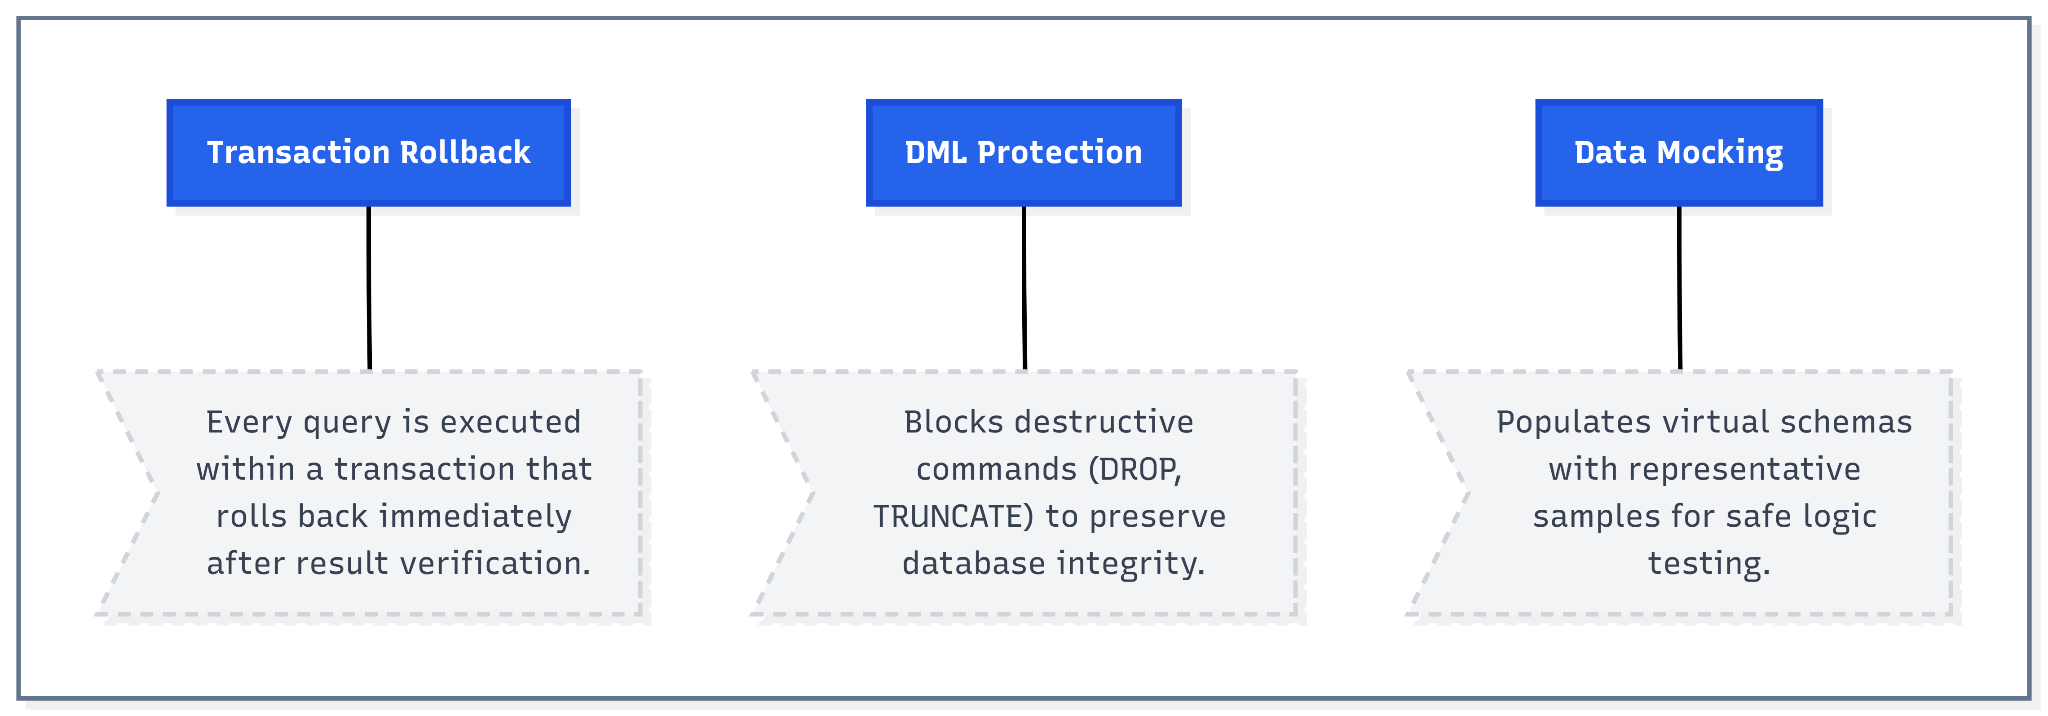 Transaction Rollback
DML Protection
Data Mocking
Every query is executed
within a transaction that
rolls back immediately
after result verification.
Blocks destructive
commands (DROP,
TRUNCATE) to preserve
database integrity.
Populates virtual schemas
with representative
samples for safe logic
testing.